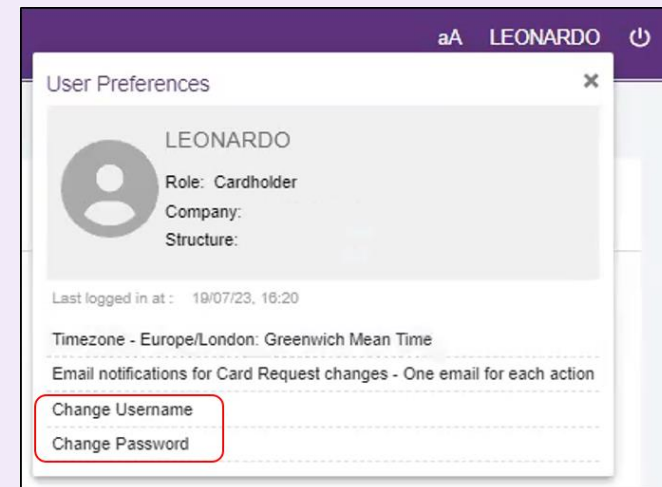 aA LEONARDO
User Preferences
LEONARDO
Role: Cardholder
Company:
Structure:
Last logged in at : 19/07/23, 16:20
Timezone - Europe/London: Greenwich Mean Time
Email notifications for Card Request changes - One email for each action
Change Username
Change Password